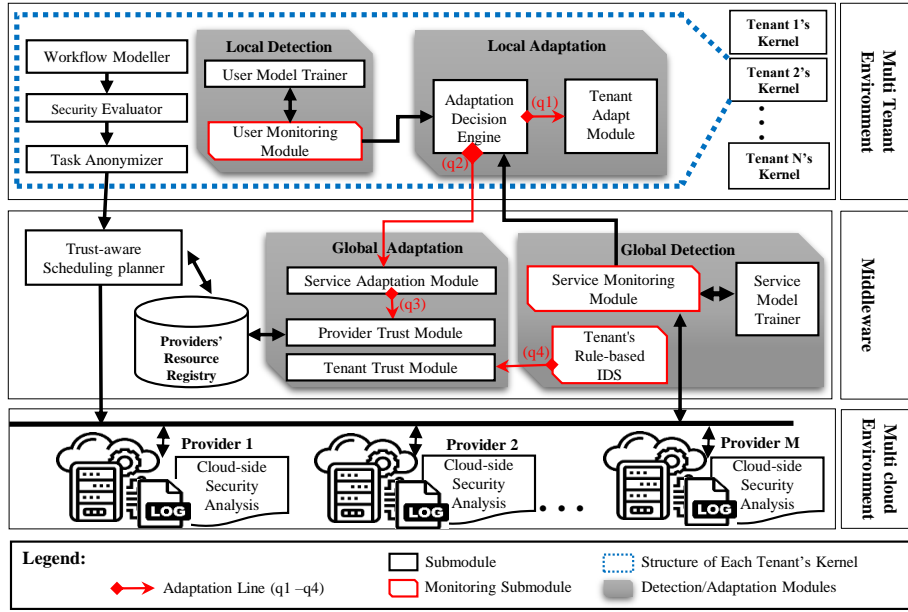 Workflow Modeller
Security Evaluator
Task Anonymizer
Local Detection
User Model Trainer
User Monitoring
Module
Local Adaptation
Adaptation
Decision
Engine
(q1)
(q2)
Tenant
Adapt
Module
Tenant 1's
Kernel
Tenant 2's
Kernel
Tenant N's
Kernel
Multi Tenant
Environment
Trust-aware
Scheduling planner
Providers'
Resource
Registry
Global Adaptation
Service Adaptation Module
(q3)
Provider Trust Module
Tenant Trust Module
(q4)
Global Detection
Service Monitoring
Module
Tenant's
Rule-based
IDS
Service
Model
Trainer
Middleware
Provider 1
Cloud-side
Security
Analysis
LOG
Provider 2
Cloud-side
Security
Analysis
LOG
Provider M
Cloud-side
Security
Analysis
LOG
Multi cloud
Environment
Legend:
Adaptation Line (q1 –q4)
Submodule
Monitoring Submodule
Structure of Each Tenant's Kernel
Detection/Adaptation Modules